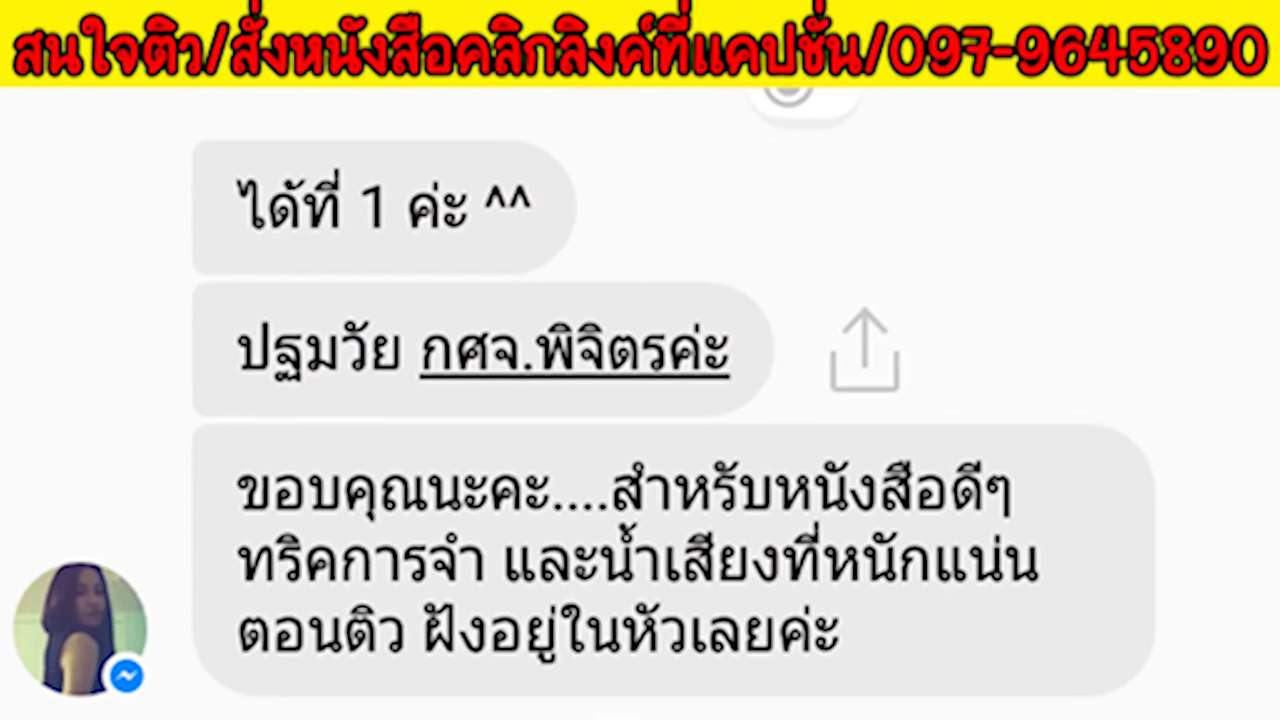 สนใจติว/สั่งหนังสือคลิกลิงค์ที่แคปชั่น/097-9645890
ได้ที่ 1 ค่ะ ^^
ปฐมวัย กศจ.พิจิตรค่ะ
ขอบคุณนะคะ....สำหรับหนังสือดีๆ
ทริคการจำ และน้ำเสียงที่หนักแน่น
ตอนติว ฝังอยู่ในหัวเลยค่ะ